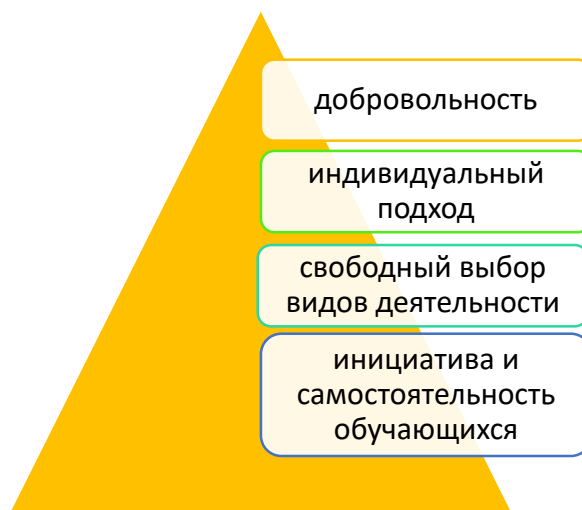 добровольность
индивидуальный
подход
свободный выбор
видов деятельности
инициатива и
самостоятельность
обучающихся